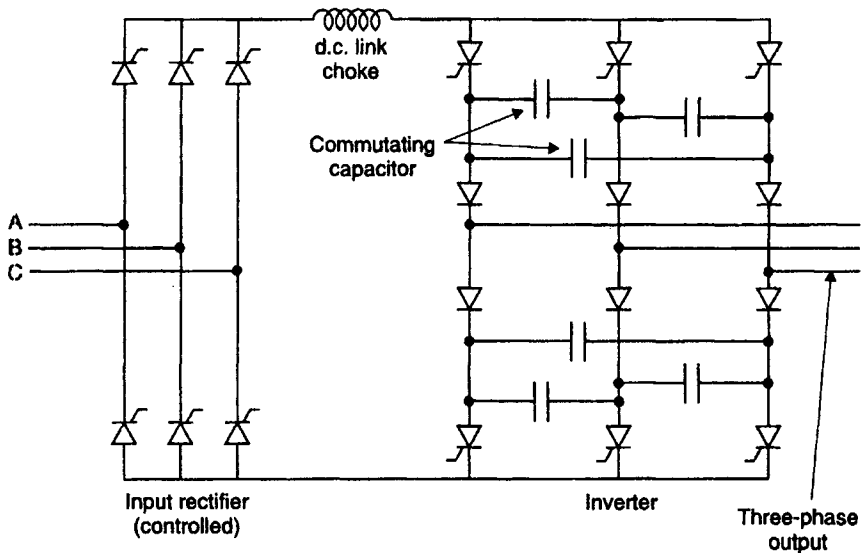 d.c. link
choke
Commutating
capacitor
A
B
C
Input rectifier
(controlled)
Inverter
Three-phase
output